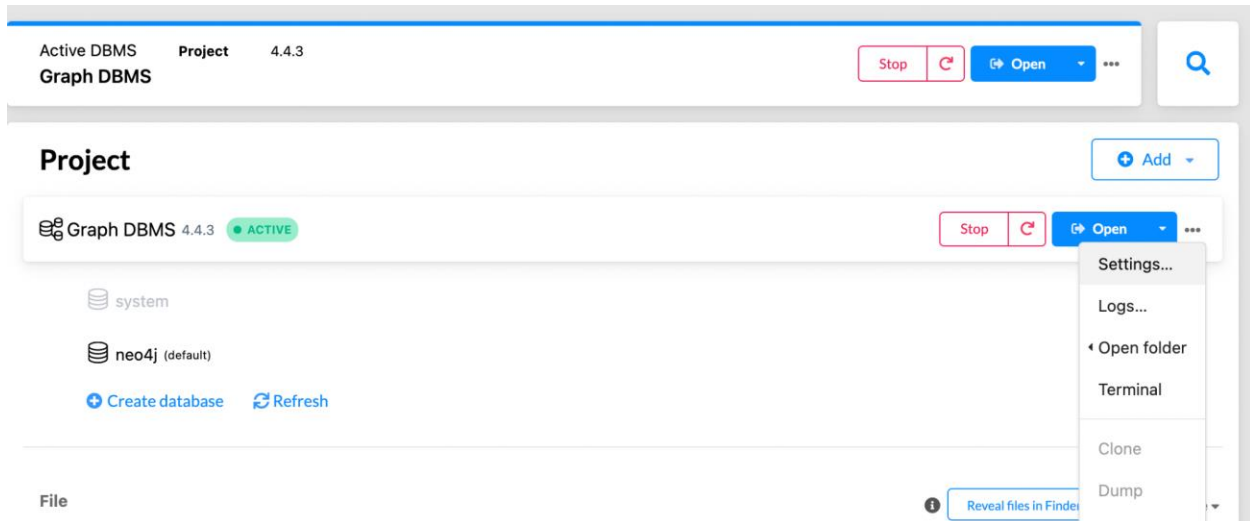 Active DBMS Project 4.4.3
Graph DBMS
Stop Open
Project
Add
Graph DBMS 4.4.3 ACTIVE
Stop Open
Settings...
system
Logs...
neo4j (default)
Open folder
Terminal
Create database Refresh
Clone
Dump
File
Reveal files in Finder